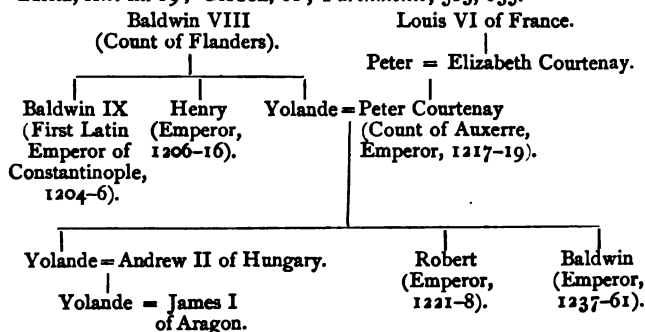 Baldwin VIII
(Count of Flanders).
Louis VI of France.
Peter = Elizabeth Courtenay.
Baldwin IX
(First Latin
Emperor of
Constantinople,
1204–6).
Henry
(Emperor,
1206–16).
Yolande = Peter Courtenay
(Count of Auxerre,
Emperor, 1217–19).
Yolande = Andrew II of Hungary.
Robert
(Emperor,
1221–8).
Baldwin
(Emperor,
1237–61).
Yolande = James I
of Aragon.